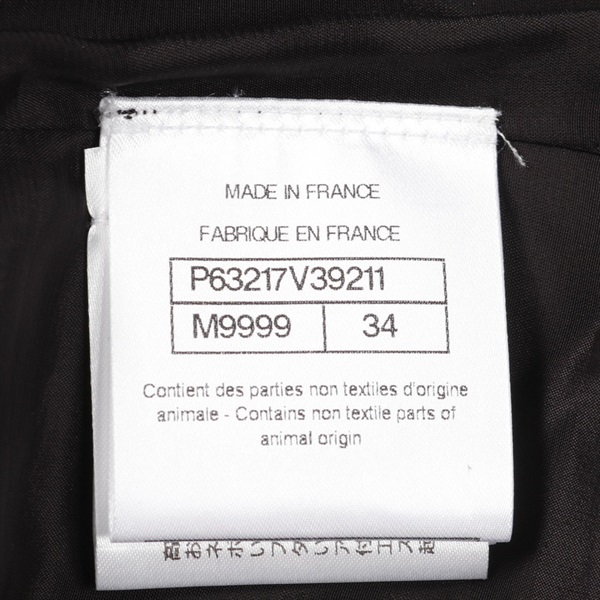 MADE IN FRANCE
FABRIQUE EN FRANCE
P63217V39211
M9999 34
Contient des parties non textiles d'origine
animale - Contains non textile parts of
animal origin